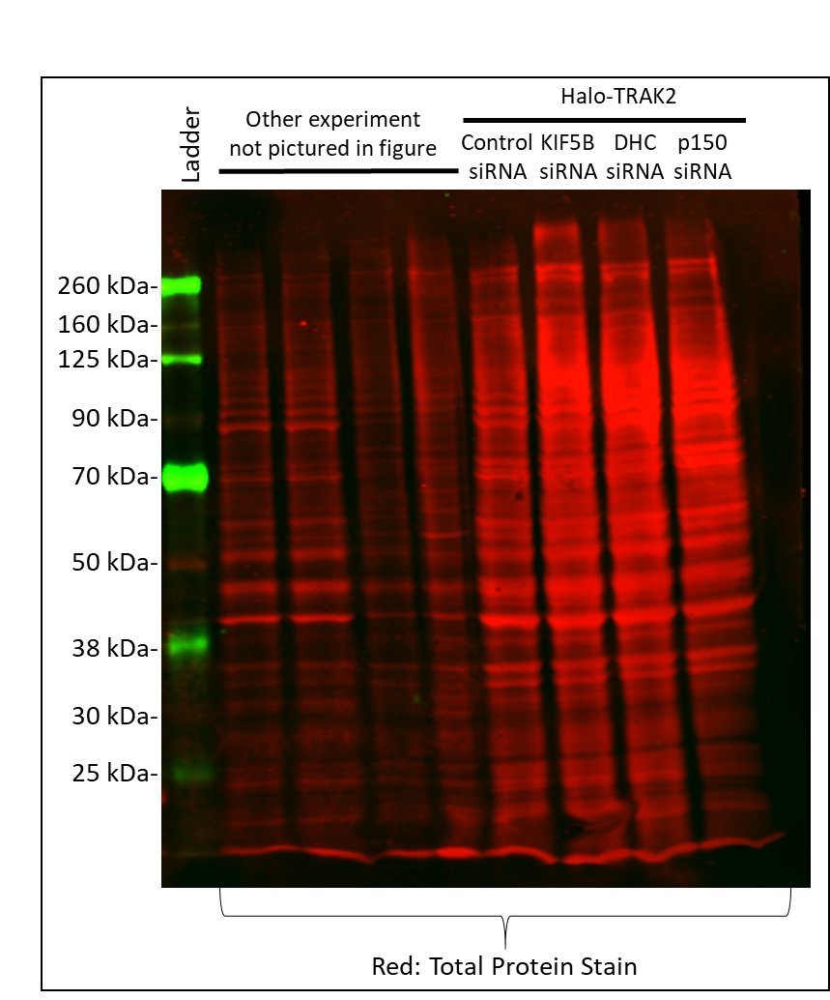 Halo-TRAK2
Ladder
Other experiment
not pictured in figure
Control
siRNA
KIF5B
siRNA
DHC
siRNA
p150
siRNA
260 kDa-
160 kDa-
125 kDa-
90 kDa-
70 kDa-
50 kDa-
38 kDa-
30 kDa-
25 kDa-
Red: Total Protein Stain